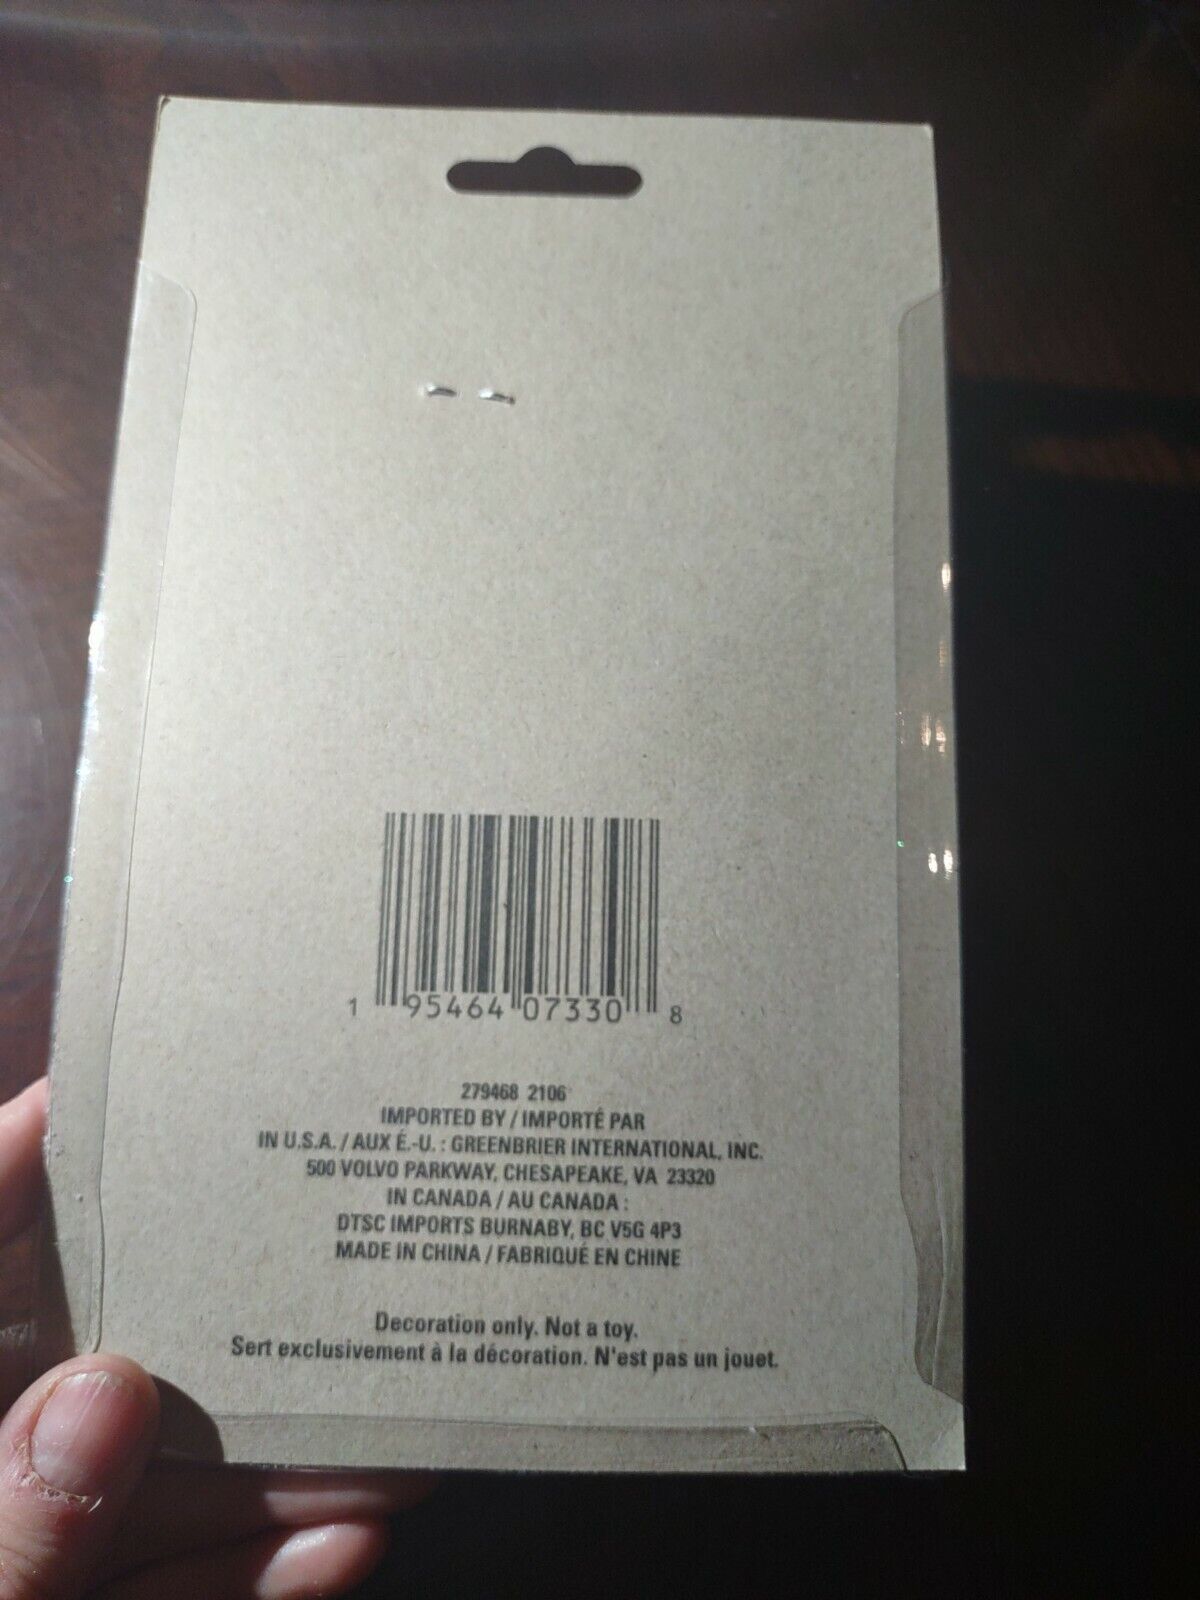 1 95464 07330 8
279468 2106
IMPORTED BY / IMPORTÉ PAR
IN U.S.A. / AUX É.-U. : GREENBRIER INTERNATIONAL, INC.
500 VOLVO PARKWAY, CHESAPEAKE, VA 23320
IN CANADA / AU CANADA :
DTSC IMPORTS BURNABY, BC V5G 4P3
MADE IN CHINA / FABRIQUÉ EN CHINE
Decoration only. Not a toy.
Sert exclusivement à la décoration. N'est pas un jouet.